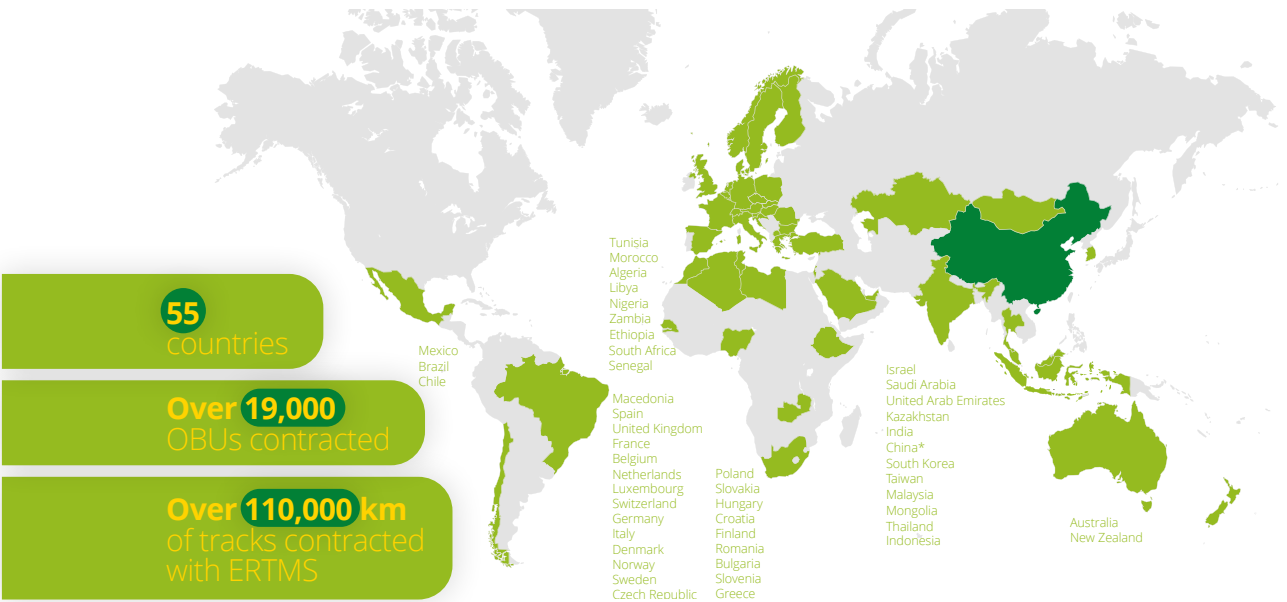 55
countries
Over 19,000
OBUs contracted
Over 110,000 km
of tracks contracted
with ERTMS
Mexico
Brazil
Chile
Tunisia
Morocco
Algeria
Libya
Nigeria
Zambia
Ethiopia
South Africa
Senegal
Macedonia
Spain
United Kingdom
France
Belgium
Netherlands
Luxembourg
Switzerland
Germany
Italy
Denmark
Norway
Sweden
Czech Republic
Poland
Slovakia
Hungary
Croatia
Finland
Romania
Bulgaria
Slovenia
Greece
Israel
Saudi Arabia
United Arab Emirates
Kazakhstan
India
China*
South Korea
Taiwan
Malaysia
Mongolia
Thailand
Indonesia
Australia
New Zealand